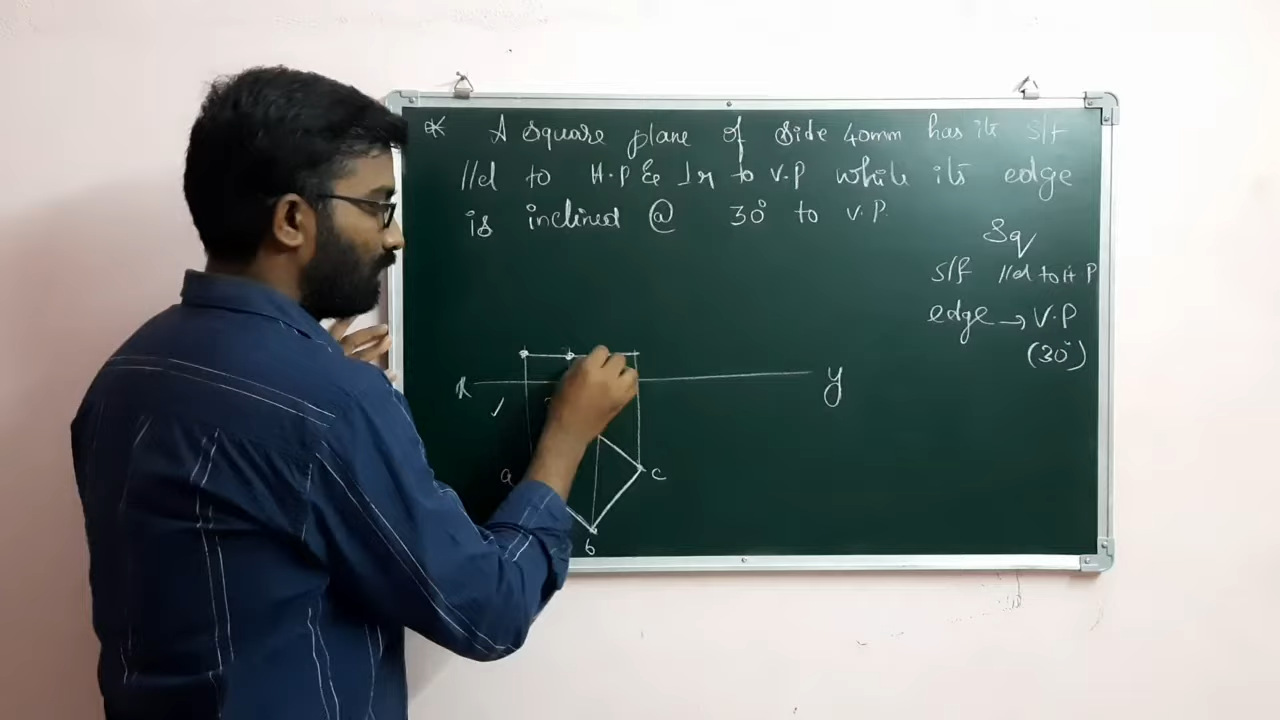 * A square plane of side 40mm has its S/f
//el to H.P & ⊥r to V.P while its edge
is inclined @ 30° to V.P.
Sq
S/f //el to H.P
edge → V.P
(30°)
x y
a c
b